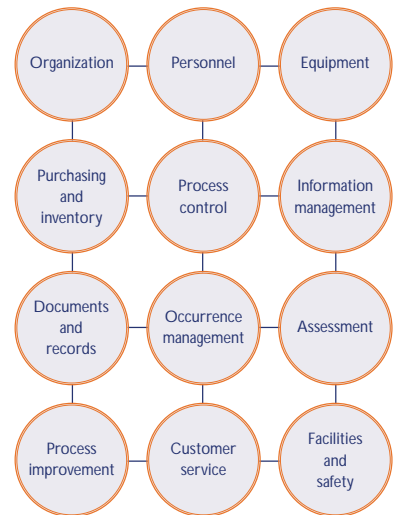 Organization
Personnel
Equipment
Purchasing
and
inventory
Process
control
Information
management
Documents
and
records
Occurrence
management
Assessment
Process
improvement
Customer
service
Facilities
and
safety